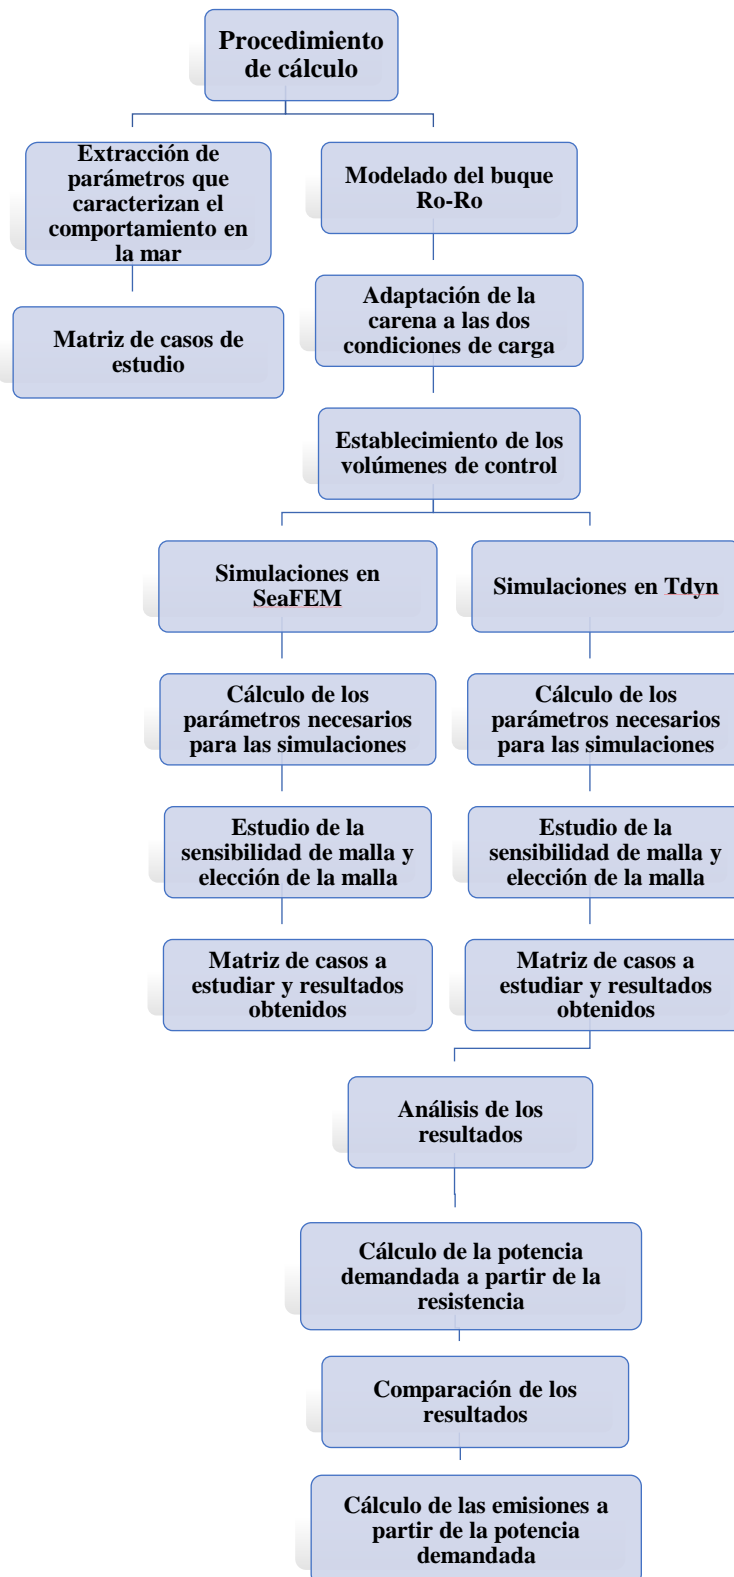 Procedimiento
de cálculo
Extracción de
parámetros que
caracterizan el
comportamiento en
la mar
Modelado del buque
Ro-Ro
Matriz de casos de
estudio
Adaptación de la
carena a las dos
condiciones de carga
Establecimiento de los
volúmenes de control
Simulaciones en
SeaFEM
Simulaciones en Tdyn
Cálculo de los
parámetros necesarios
para las simulaciones
Cálculo de los
parámetros necesarios
para las simulaciones
Estudio de la
sensibilidad de malla y
elección de la malla
Estudio de la
sensibilidad de malla y
elección de la malla
Matriz de casos a
estudiar y resultados
obtenidos
Matriz de casos a
estudiar y resultados
obtenidos
Análisis de los
resultados
Cálculo de la potencia
demandada a partir de la
resistencia
Comparación de los
resultados
Cálculo de las emisiones a
partir de la potencia
demandada